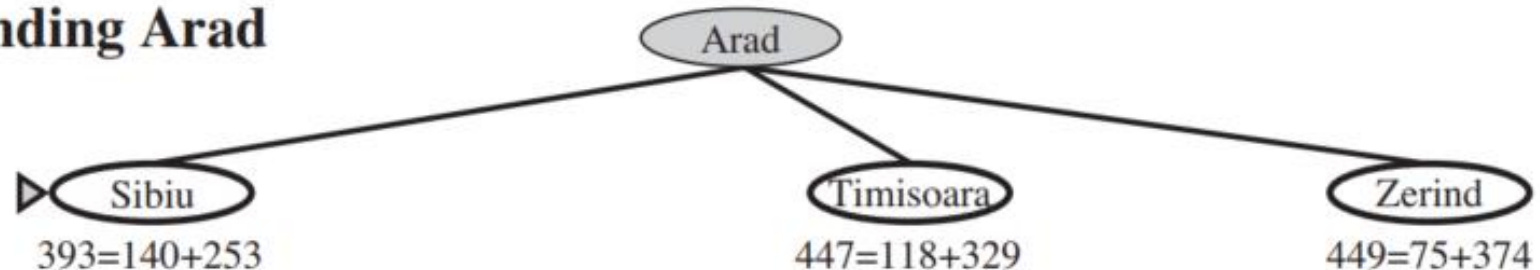 nding Arad
Arad
Sibiu Timisoara Zerind
393=140+253 447=118+329 449=75+374